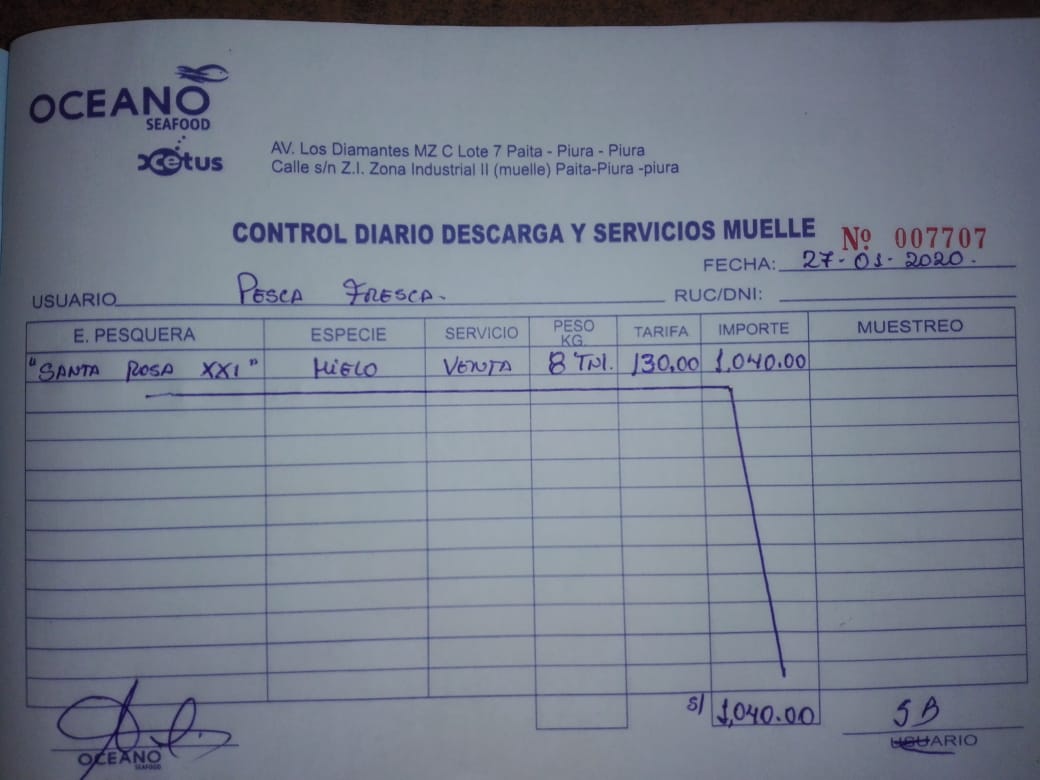 OCEANO
SEAFOOD
xcetus
AV. Los Diamantes MZ C Lote 7 Paita - Piura - Piura
Calle s/n Z.I. Zona Industrial II (muelle) Paita-Piura -piura
CONTROL DIARIO DESCARGA Y SERVICIOS MUELLE Nº 007707
FECHA: 27-01-2020.
USUARIO PESCA FRESCA. RUC/DNI:
E. PESQUERA ESPECIE SERVICIO PESO KG. TARIFA IMPORTE MUESTREO
"SANTA ROSA XXI" HIELO VENTA 8 TNI. 130,00 1,040.00
S/ 1,040.00
SB
OCEANO
SEAFOOD
USUARIO